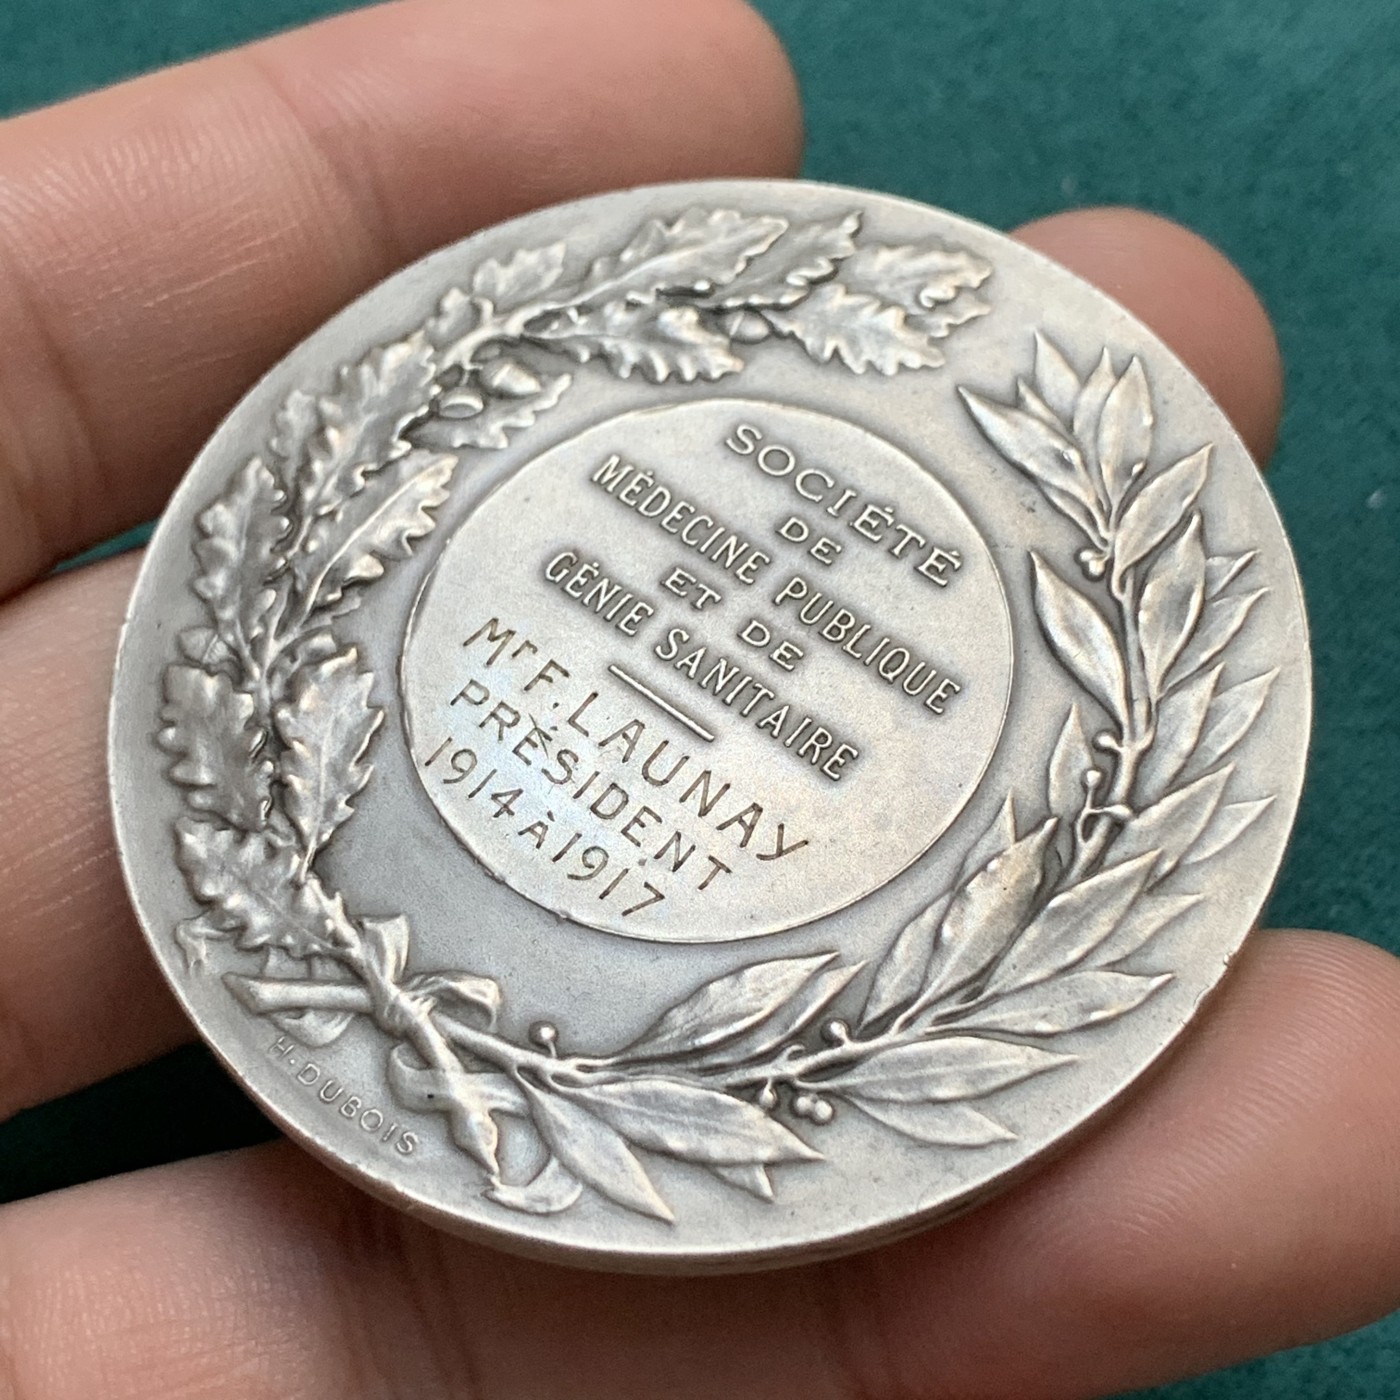 SOCIÉTÉ
DE
MÉDECINE PUBLIQUE
ET DE
GÉNIE SANITAIRE
Mr F. LAUNAY
PRÉSIDENT
1914 À 1917
H. DUBOIS